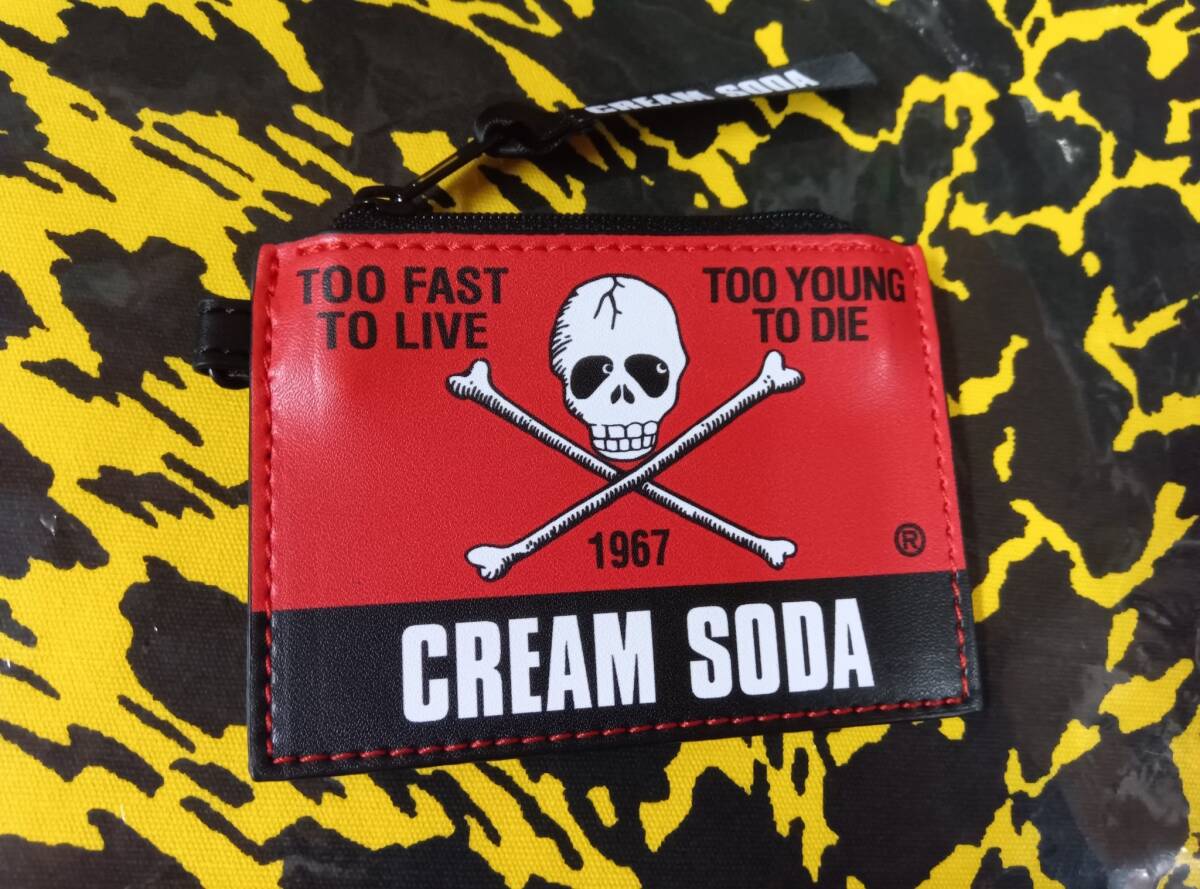 CREAM SODA
TOO FAST
TO LIVE
TOO YOUNG
TO DIE
1967
®
CREAM SODA